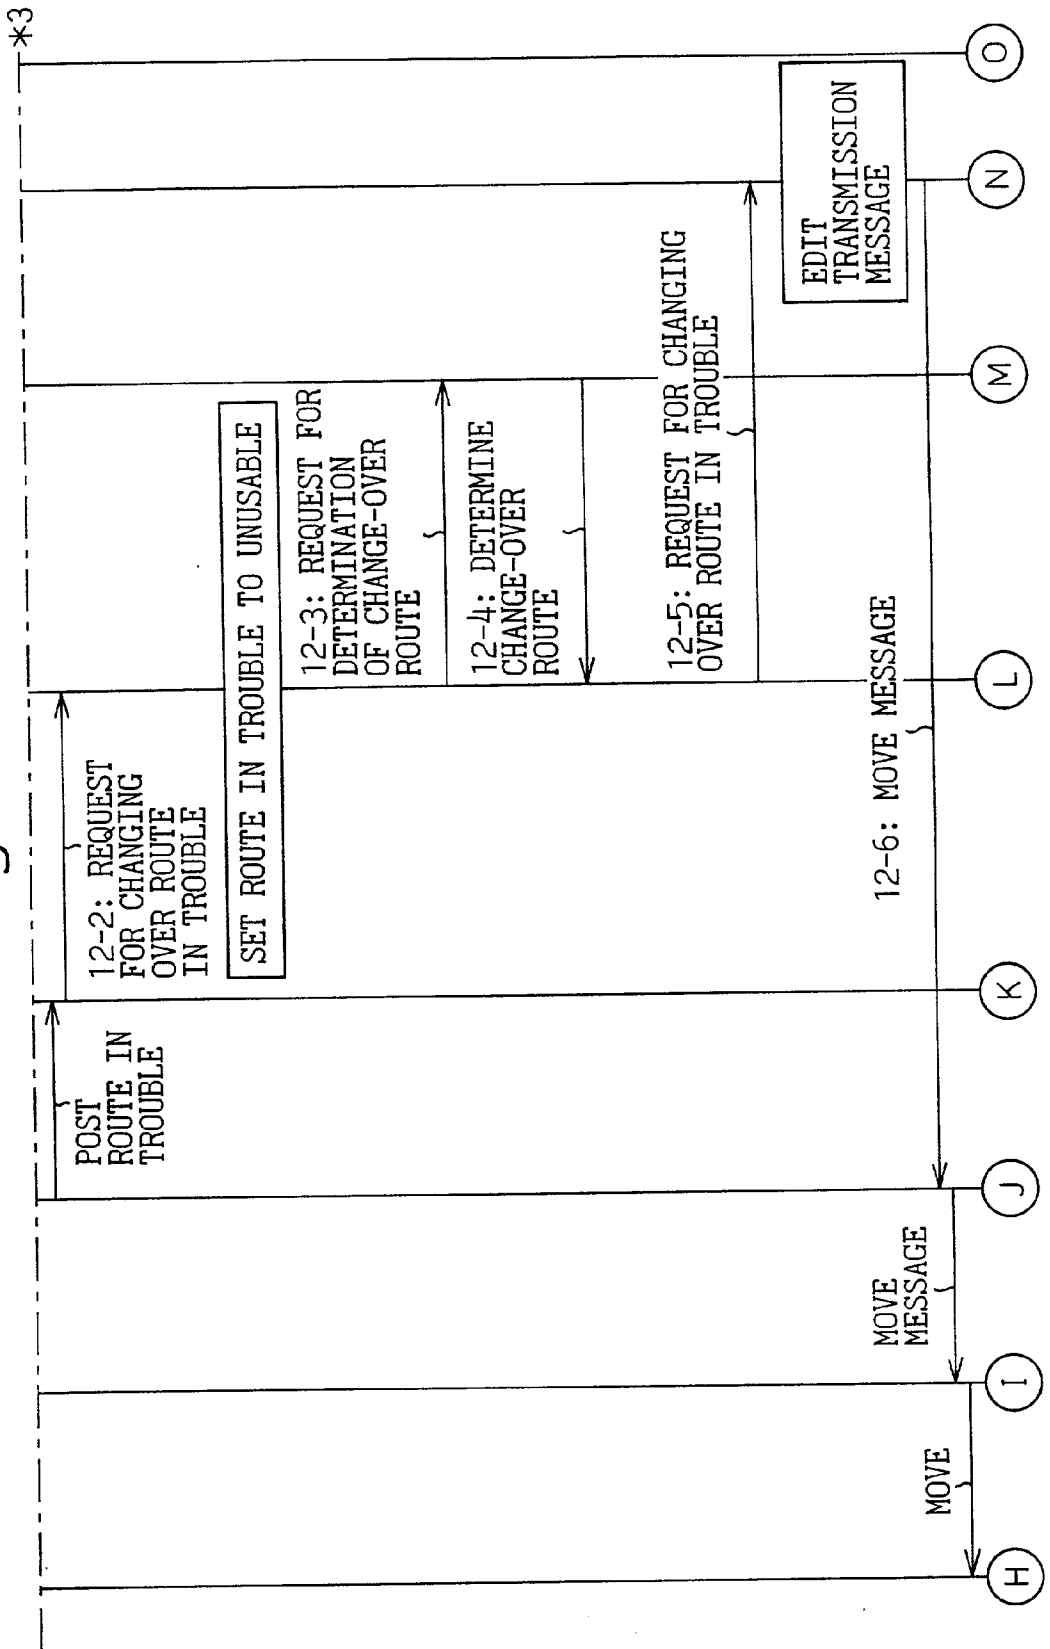 *3
POST
ROUTE IN
TROUBLE
12-2: REQUEST
FOR CHANGING
OVER ROUTE
IN TROUBLE
SET ROUTE IN TROUBLE TO UNUSABLE
12-3: REQUEST FOR
DETERMINATION
OF CHANGE-OVER
ROUTE
12-4: DETERMINE
CHANGE-OVER
ROUTE
12-5: REQUEST FOR CHANGING
OVER ROUTE IN TROUBLE
EDIT
TRANSMISSION
MESSAGE
12-6: MOVE MESSAGE
MOVE
MESSAGE
MOVE
H
I
J
K
L
M
N
O